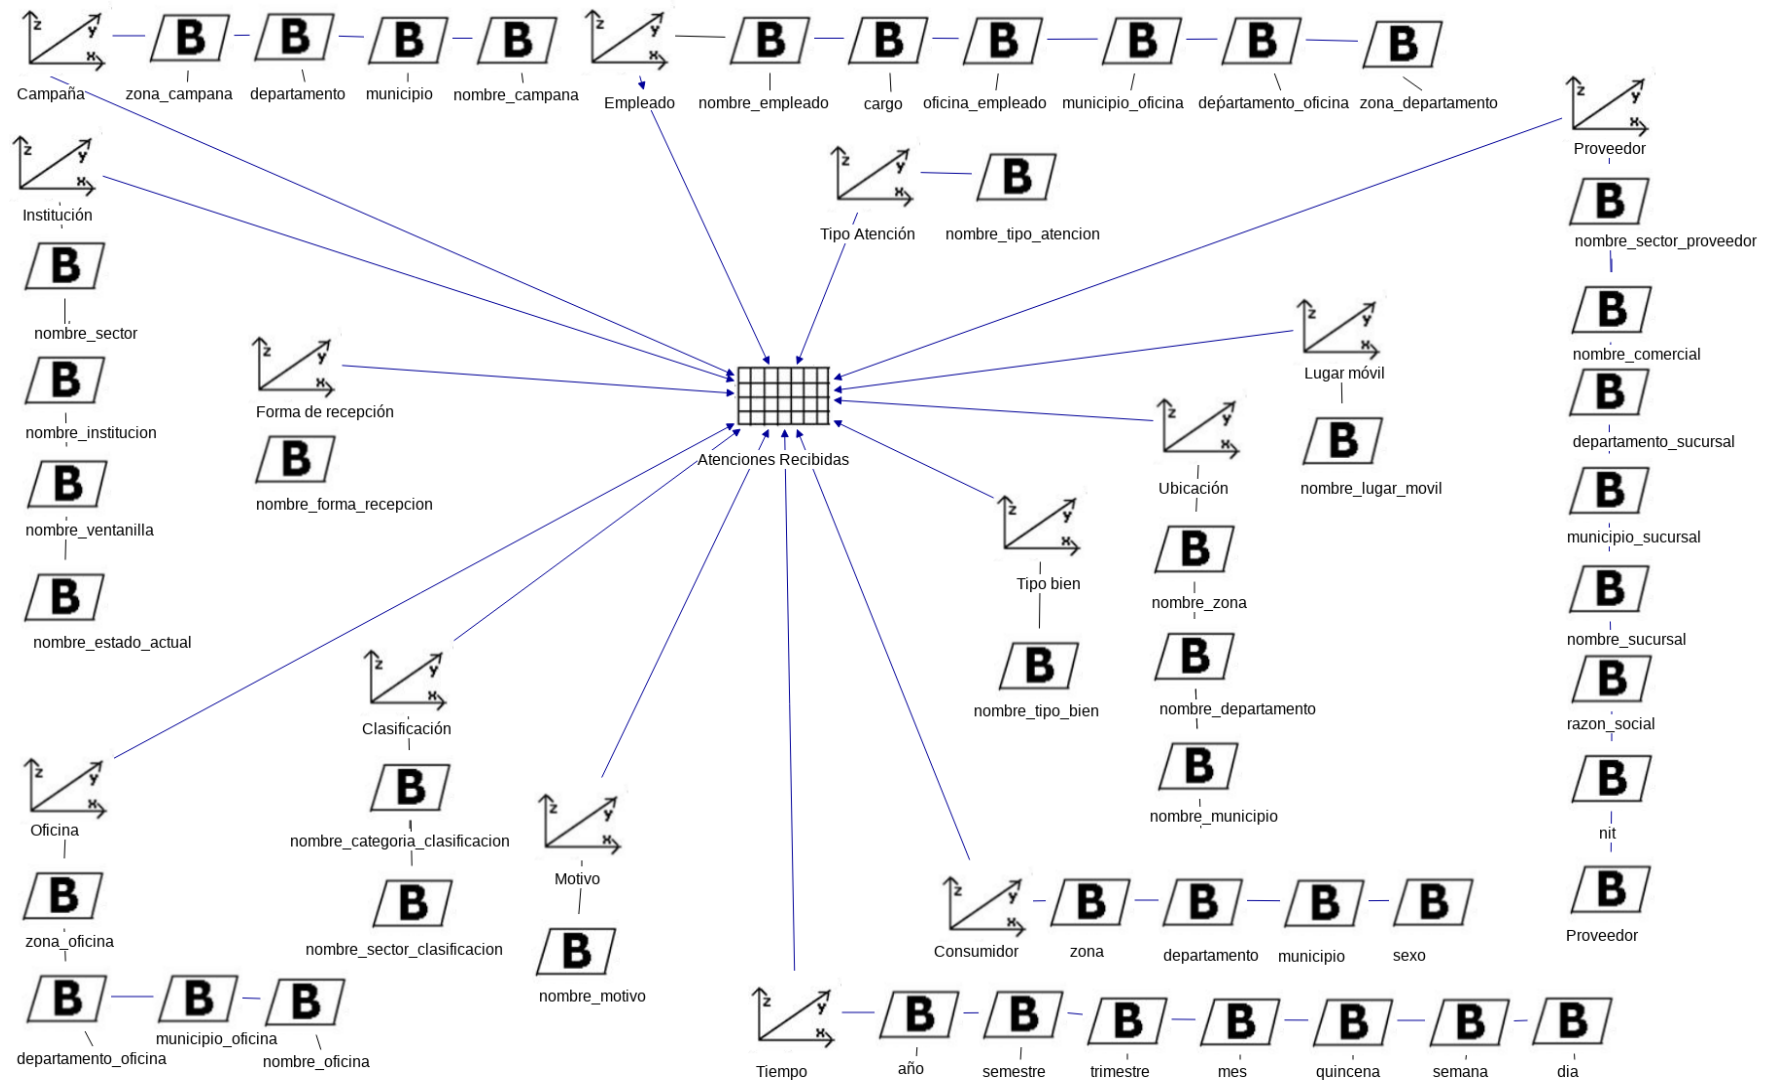 Campaña
zona_campana
departamento
municipio
nombre_campana
Empleado
nombre_empleado
cargo
oficina_empleado
municipio_oficina
departamento_oficina
zona_departamento
Proveedor
nombre_sector_proveedor
nombre_comercial
departamento_sucursal
municipio_sucursal
nombre_sucursal
razon_social
nit
Proveedor
Institución
nombre_sector
nombre_institucion
nombre_ventanilla
nombre_estado_actual
Tipo Atención
nombre_tipo_atencion
Forma de recepción
nombre_forma_recepcion
Atenciones Recibidas
Lugar móvil
nombre_lugar_movil
Ubicación
nombre_zona
nombre_departamento
nombre_municipio
Tipo bien
nombre_tipo_bien
Clasificación
nombre_categoria_clasificacion
nombre_sector_clasificacion
Oficina
zona_oficina
departamento_oficina
municipio_oficina
nombre_oficina
Motivo
nombre_motivo
Consumidor
zona
departamento
municipio
sexo
Tiempo
año
semestre
trimestre
mes
quincena
semana
dia